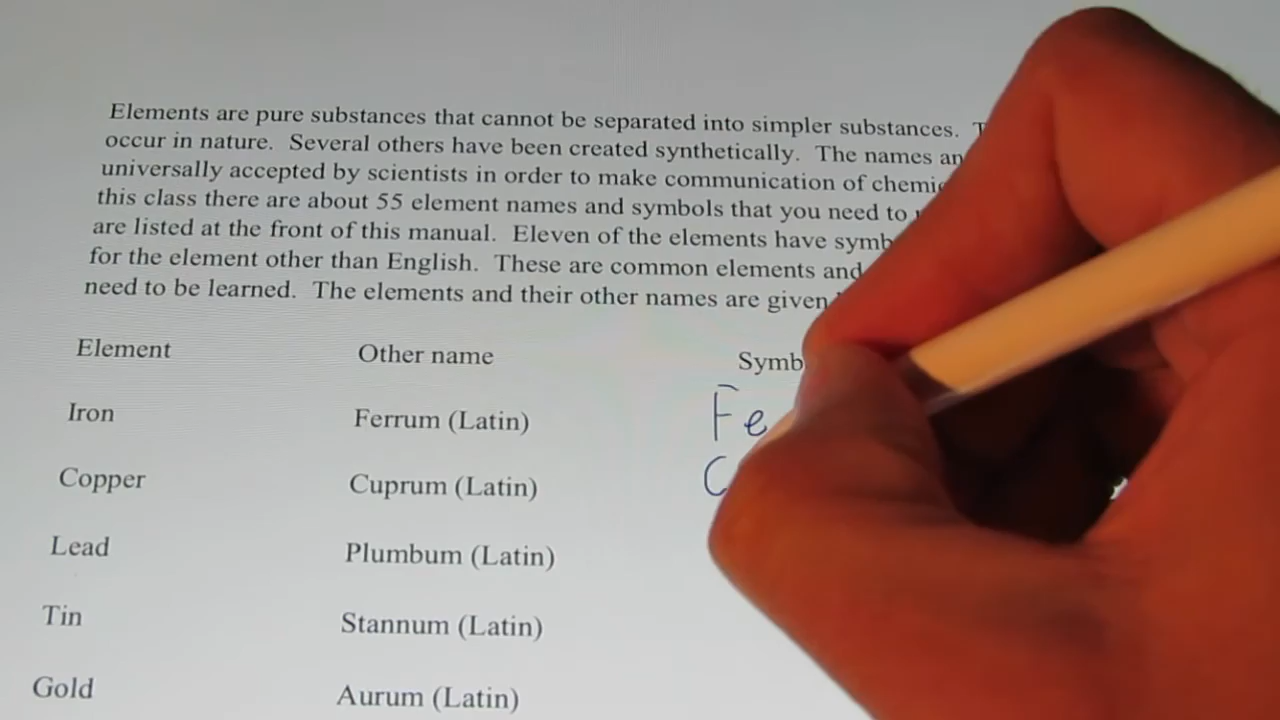 Elements are pure substances that cannot be separated into simpler substances.
occur in nature. Several others have been created synthetically. The names an
universally accepted by scientists in order to make communication of chemic
this class there are about 55 element names and symbols that you need to
are listed at the front of this manual. Eleven of the elements have symb
for the element other than English. These are common elements and
need to be learned. The elements and their other names are given
Element Other name Symb
Iron Ferrum (Latin) Fe
Copper Cuprum (Latin) C
Lead Plumbum (Latin)
Tin Stannum (Latin)
Gold Aurum (Latin)